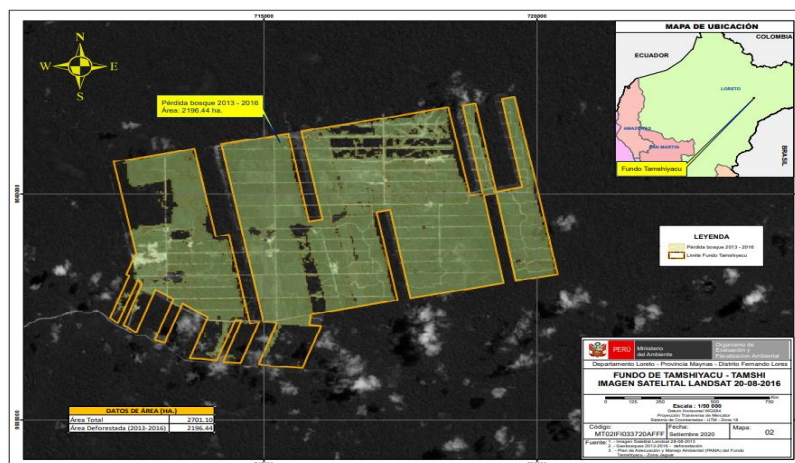 715000
720000
N
W
E
S
Pérdida bosque 2013 - 2016
Área: 2196.44 ha.
MAPA DE UBICACIÓN
COLOMBIA
ECUADOR
LORETO
AMAZONAS
SAN MARTIN
BRASIL
Fundo Tamshiyacu
LEYENDA
Pérdida bosque 2013 - 2016
Límite Fundo Tamshiyacu
DATOS DE ÁREA (HA.)
Área Total 2701.10
Área Deforestada (2013-2016) 2196.44
PERÚ
Ministerio del Ambiente
Organismo de Evaluación y Fiscalización Ambiental
Departamento Loreto - Provincia Maynas - Distrito Fernando Lores
FUNDO DE TAMSHIYACU - TAMSHI
IMAGEN SATELITAL LANDSAT 20-08-2016
Escala : 1/50 000
Datum Horizontal WGS84
Proyección Transversa de Mercator
Código:
MT02IFI033720AFFF
Fecha:
Setiembre 2020
Mapa:
02
Fuente:
715000
720000